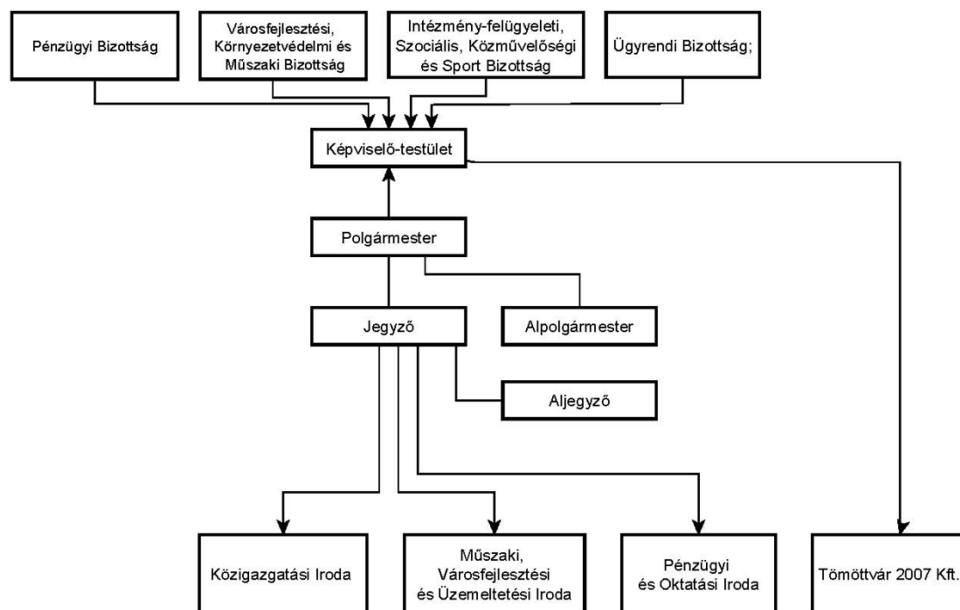 Pénzügyi Bizottság
Városfejlesztési,
Környezetvédelmi és
Műszaki Bizottság
Intézmény-felügyeleti,
Szociális, Közművelőségi
és Sport Bizottság
Ügyrendi Bizottság;
Képviselő-testület
Polgármester
Jegyző
Alpolgármester
Aljegyző
Közigazgatási Iroda
Műszaki,
Városfejlesztési
és Üzemeltetési Iroda
Pénzügyi
és Oktatási Iroda
Tömöttvár 2007 Kft.